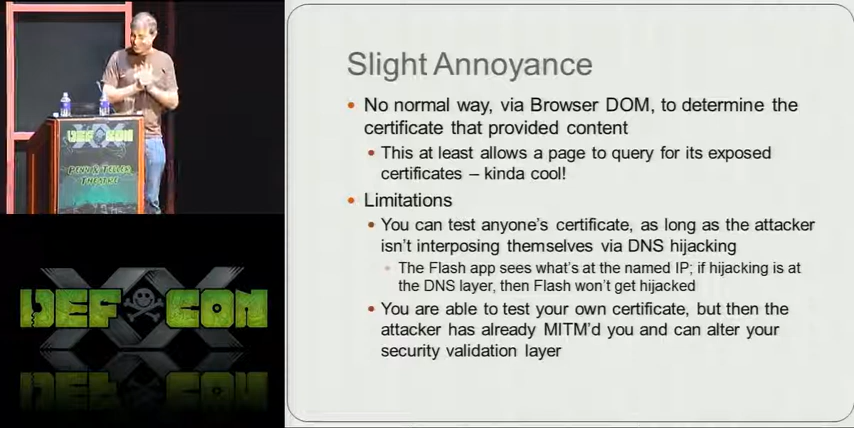 DEF CON
PENN & TELLER
THEATRE
DEF CON
Slight Annoyance
• No normal way, via Browser DOM, to determine the
certificate that provided content
• This at least allows a page to query for its exposed
certificates – kinda cool!
• Limitations
• You can test anyone's certificate, as long as the attacker
isn't interposing themselves via DNS hijacking
• The Flash app sees what's at the named IP; if hijacking is at
the DNS layer, then Flash won't get hijacked
• You are able to test your own certificate, but then the
attacker has already MITM'd you and can alter your
security validation layer